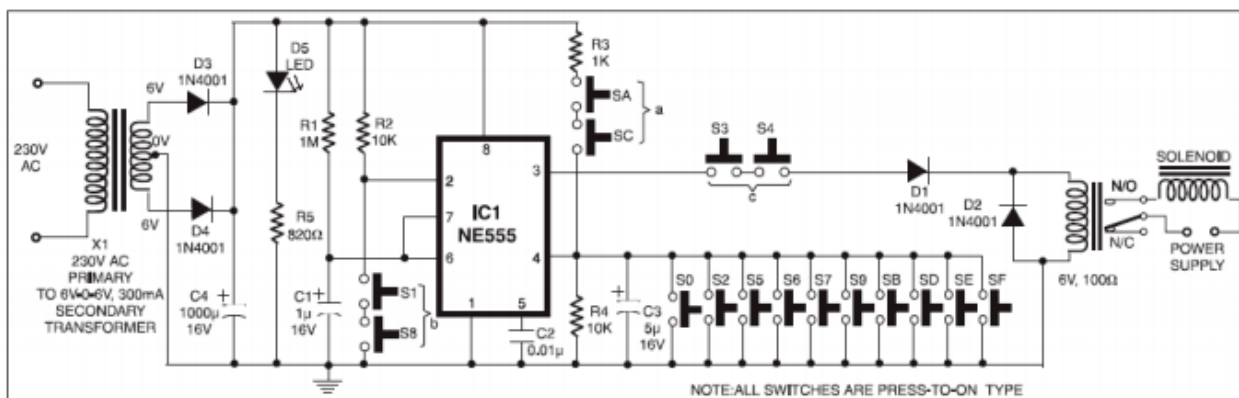 230V
AC
X1
230V AC
PRIMARY
TO 6V-0-6V, 300mA
SECONDARY
TRANSFORMER
6V
0V
6V
D3
1N4001
D4
1N4001
C4
1000µ
16V
D5
LED
R5
820Ω
R1
1M
C1
1µ
16V
R2
10K
S1
S8
b
2
7
6
8
3
4
1
5
IC1
NE555
C2
0.01µ
R3
1K
SA
SC
a
R4
10K
C3
5µ
16V
S3
S4
c
S0
S2
S5
S6
S7
S9
SB
SD
SE
SF
D1
1N4001
D2
1N4001
6V, 100Ω
N/O
N/C
SOLENOID
POWER
SUPPLY
NOTE:ALL SWITCHES ARE PRESS-TO-ON TYPE